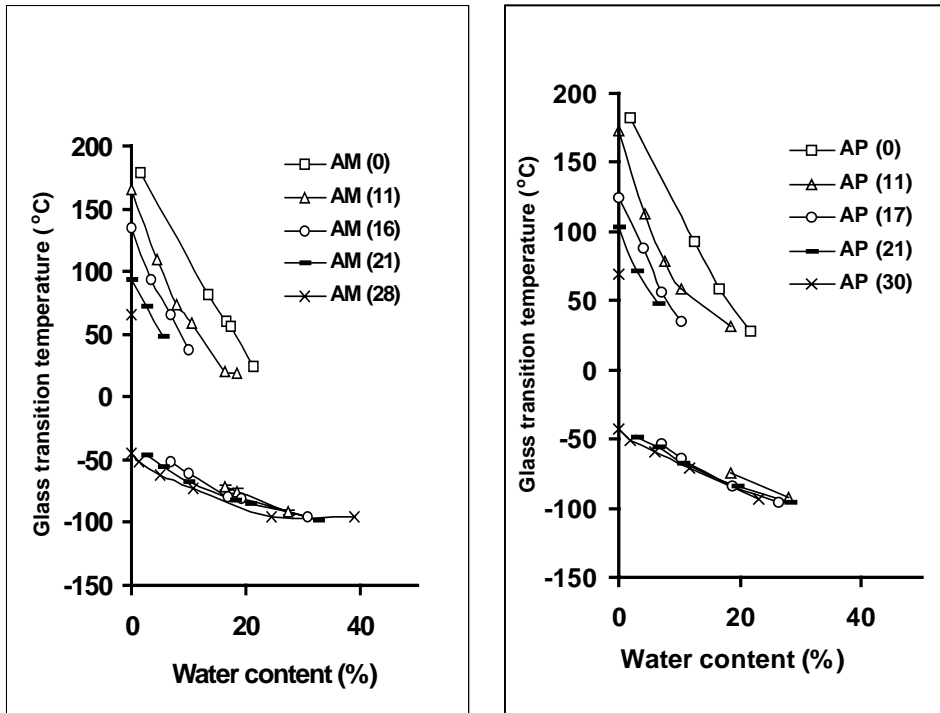 200
150
100
50
0
-50
-100
-150
0 20 40
Glass transition temperature (°C)
Water content (%)
AM (0)
AM (11)
AM (16)
AM (21)
AM (28)
200
150
100
50
0
-50
-100
-150
0 20 40
Glass transition temperature (°C)
Water content (%)
AP (0)
AP (11)
AP (17)
AP (21)
AP (30)